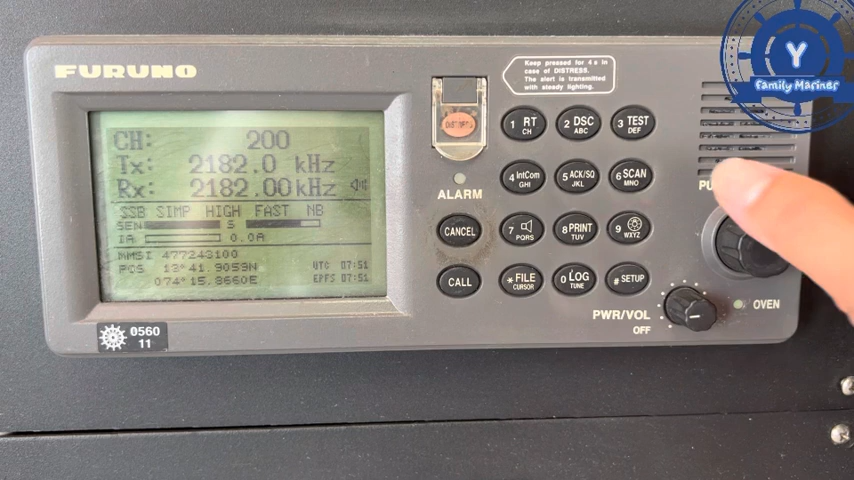 Y
Family Mariner
FURUNO
Keep pressed for 4 s in
case of DISTRESS.
The alert is transmitted
with steady lighting.
DISTRESS
ALARM
CANCEL
CALL
1 RT
CH
2 DSC
ABC
3 TEST
DEF
4 IntCom
GHI
5 ACK/SQ
JKL
6 SCAN
MNO
7
PQRS
8 PRINT
TUV
9
WXYZ
* FILE
CURSOR
0 LOG
TUNE
# SETUP
PWR/VOL
OFF
OVEN
CH: 200
Tx: 2182.0 kHz
Rx: 2182.00 kHz
SSB SIMP HIGH FAST NB
SEN S
IA 0.0A
MMSI 477243100
POS 13°41.9059N UTC 07:51
074°15.8660E EPFS 07:51
0560
11